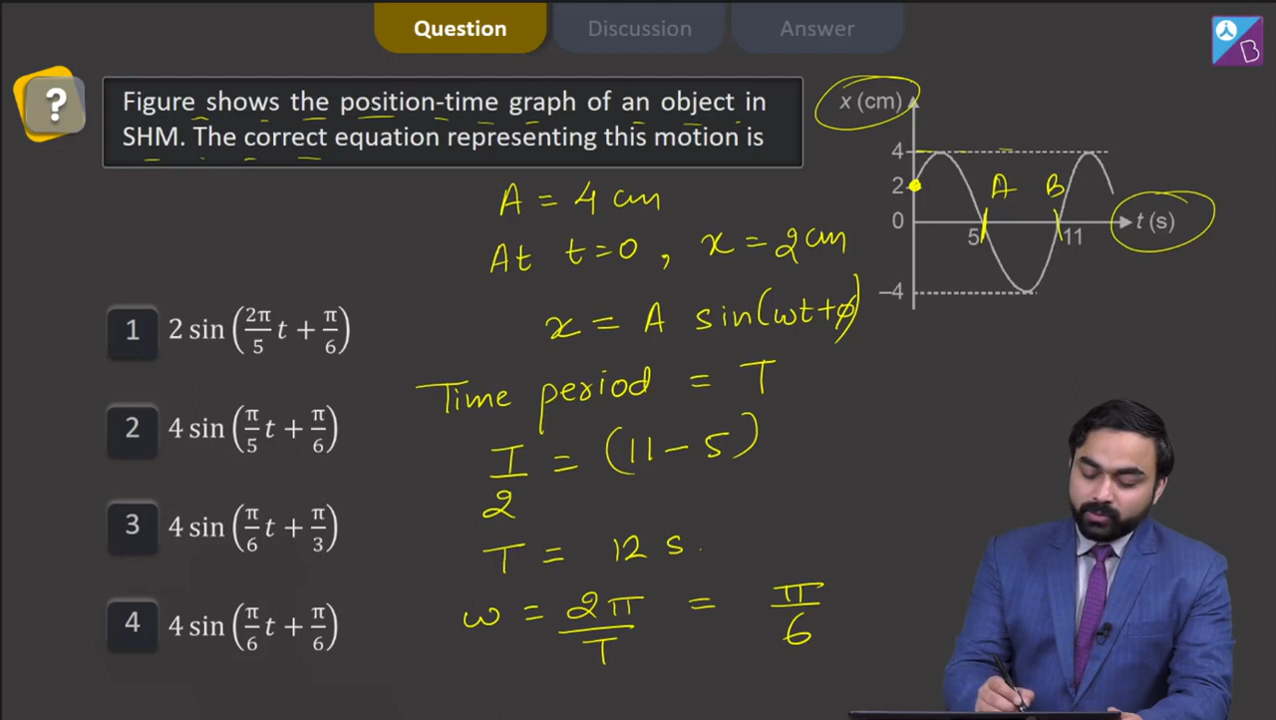 Question
Discussion
Answer
?
Figure shows the position-time graph of an object in
SHM. The correct equation representing this motion is
x (cm)
4
2
0
–4
5
11
t (s)
A
B
A = 4 cm
At t=0, x = 2cm
x = A sin(ωt+φ)
Time period = T
T/2 = (11-5)
T = 12 s.
ω = 2π/T = π/6
1 2 sin (2π/5 t + π/6)
2 4 sin (π/5 t + π/6)
3 4 sin (π/6 t + π/3)
4 4 sin (π/6 t + π/6)
B